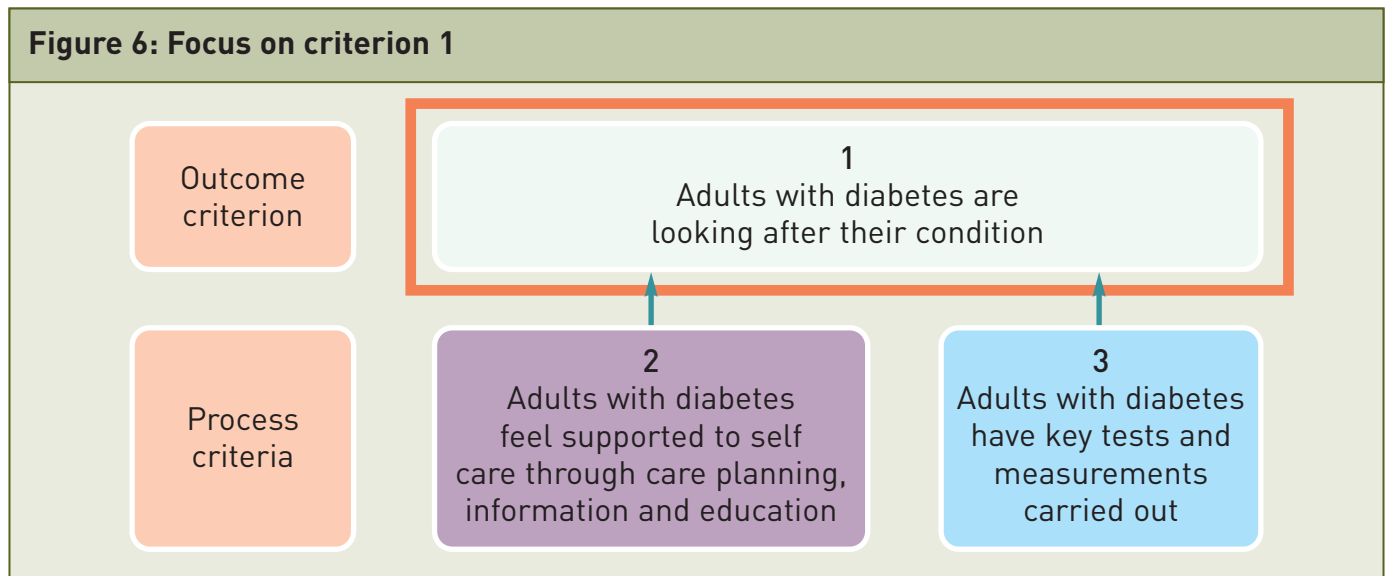 Figure 6: Focus on criterion 1
Outcome
criterion
1
Adults with diabetes are
looking after their condition
Process
criteria
2
Adults with diabetes
feel supported to self
care through care planning,
information and education
3
Adults with diabetes
have key tests and
measurements
carried out